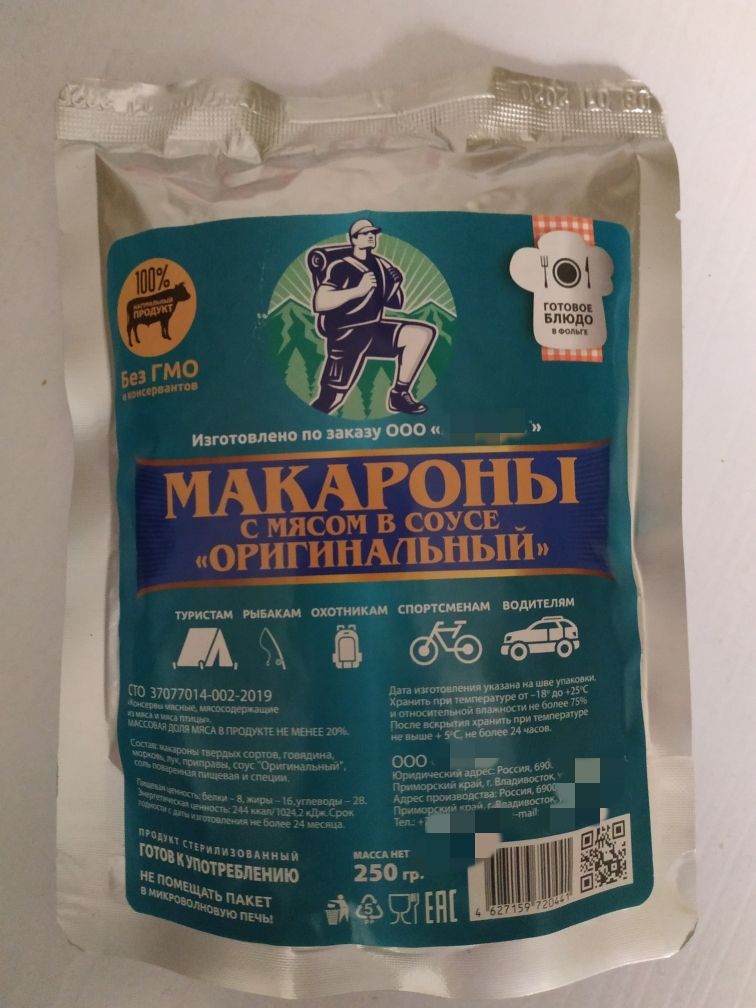 06 01 2020
100%
НАТУРАЛЬНЫЙ
ПРОДУКТ
Без ГМО
и консервантов
ГОТОВОЕ
БЛЮДО
В ФОЛЬГЕ
Изготовлено по заказу ООО « »
МАКАРОНЫ
С МЯСОМ В СОУСЕ
«ОРИГИНАЛЬНЫЙ»
ТУРИСТАМ РЫБАКАМ ОХОТНИКАМ СПОРТСМЕНАМ ВОДИТЕЛЯМ
СТО 37077014-002-2019
«Консервы мясные, мясосодержащие
из мяса и мяса птицы».
МАССОВАЯ ДОЛЯ МЯСА В ПРОДУКТЕ НЕ МЕНЕЕ 20%.
Состав: макароны твердых сортов, говядина,
морковь, лук, приправы, соус "Оригинальный",
соль поваренная пищевая и специи.
Пищевая ценность: белки – 8, жиры – 16, углеводы – 28.
Энергетическая ценность: 244 ккал/1024,2 кДж. Срок
годности с даты изготовления не более 24 месяца.
ПРОДУКТ СТЕРИЛИЗОВАННЫЙ
ГОТОВ К УПОТРЕБЛЕНИЮ
НЕ ПОМЕЩАТЬ ПАКЕТ
В МИКРОВОЛНОВУЮ ПЕЧЬ!
Дата изготовления указана на шве упаковки.
Хранить при температуре от –18° до +25°С
и относительной влажности не более 75%
После вскрытия хранить при температуре
не выше + 5°С, не более 24 часов.
ООО
Юридический адрес: Россия, 690
Приморский край, г. Владивосток,
Адрес производства: Россия, 6900
Приморский край, г. Владивосток,
Тел.: + -mail
МАССА НЕТ
250 гр.
5
ЕАС
4 627159 720441